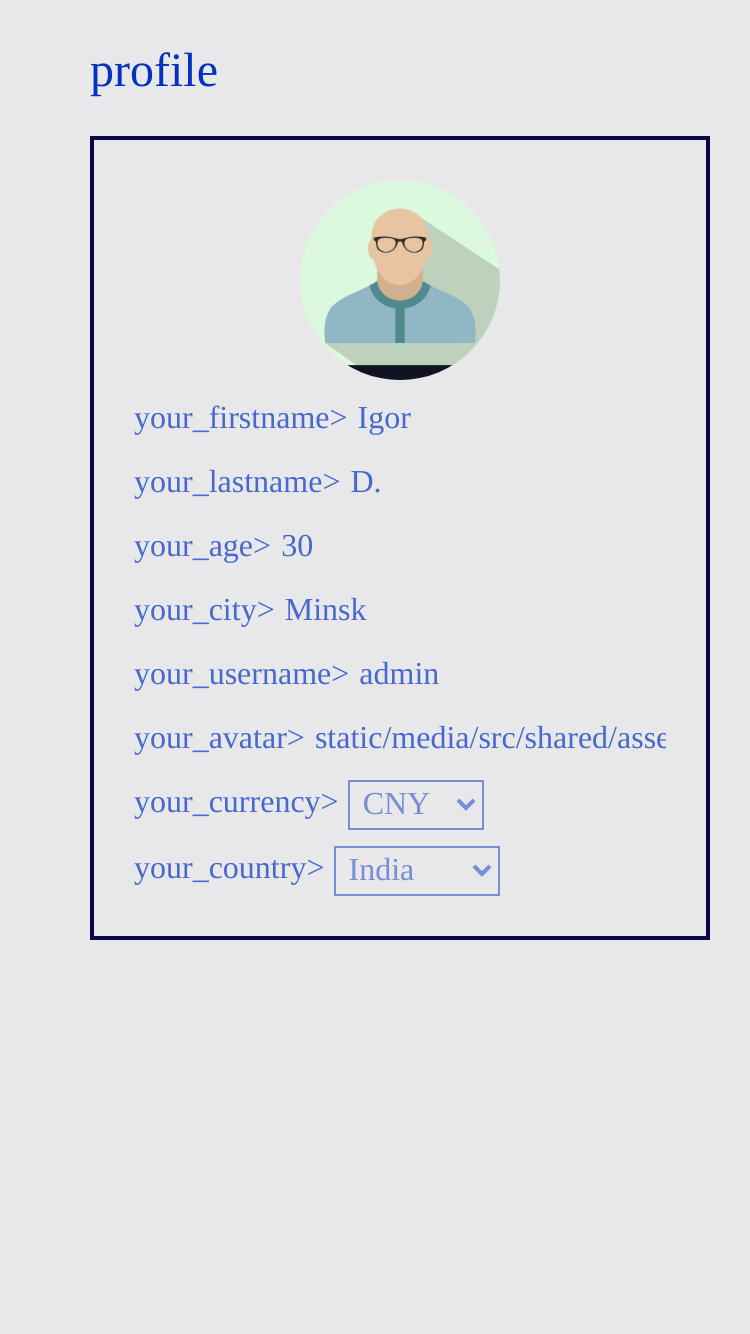 profile
your_firstname> Igor
your_lastname> D.
your_age> 30
your_city> Minsk
your_username> admin
your_avatar> static/media/src/shared/asse
your_currency> CNY
your_country> India